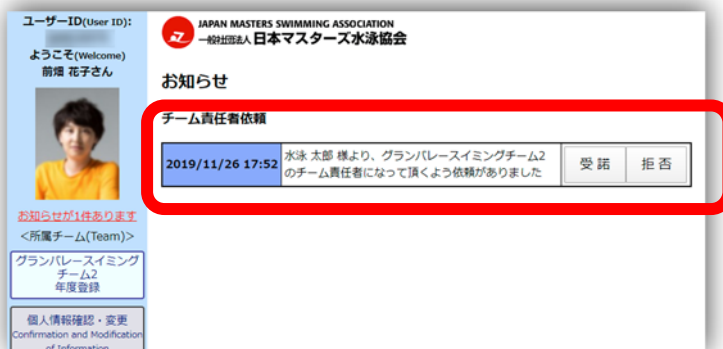 ユーザーID(User ID):
ようこそ(Welcome)
前畑 花子さん
お知らせが1件あります
<所属チーム(Team)>
グランパレースイミング
チーム2
年度登録
個人情報確認・変更
Confirmation and Modification
of Information
JAPAN MASTERS SWIMMING ASSOCIATION
一般社団法人 日本マスターズ水泳協会
お知らせ
チーム責任者依頼
2019/11/26 17:52
水泳 太郎 様より、グランパレースイミングチーム2
のチーム責任者になって頂くよう依頼がありました
受諾
拒否